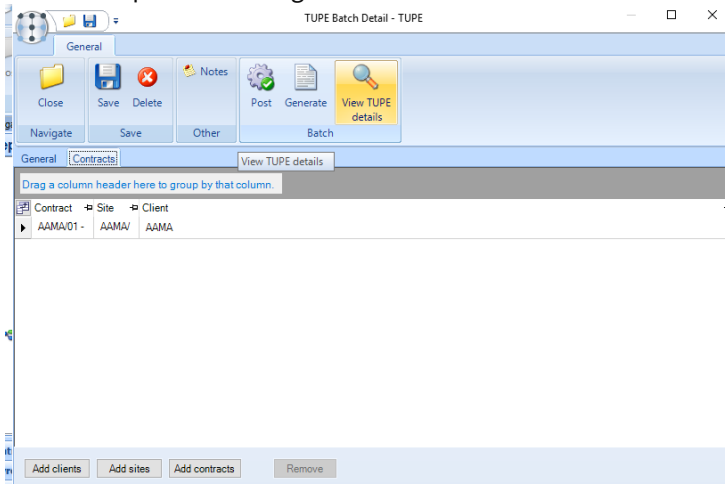 TUPE Batch Detail - TUPE
General
Close Save Delete Notes Post Generate View TUPE details
Navigate Save Other Batch
General Contracts View TUPE details
Drag a column header here to group by that column.
Contract Site Client
AAMA/01 - AAMA/ AAMA
Add clients Add sites Add contracts Remove